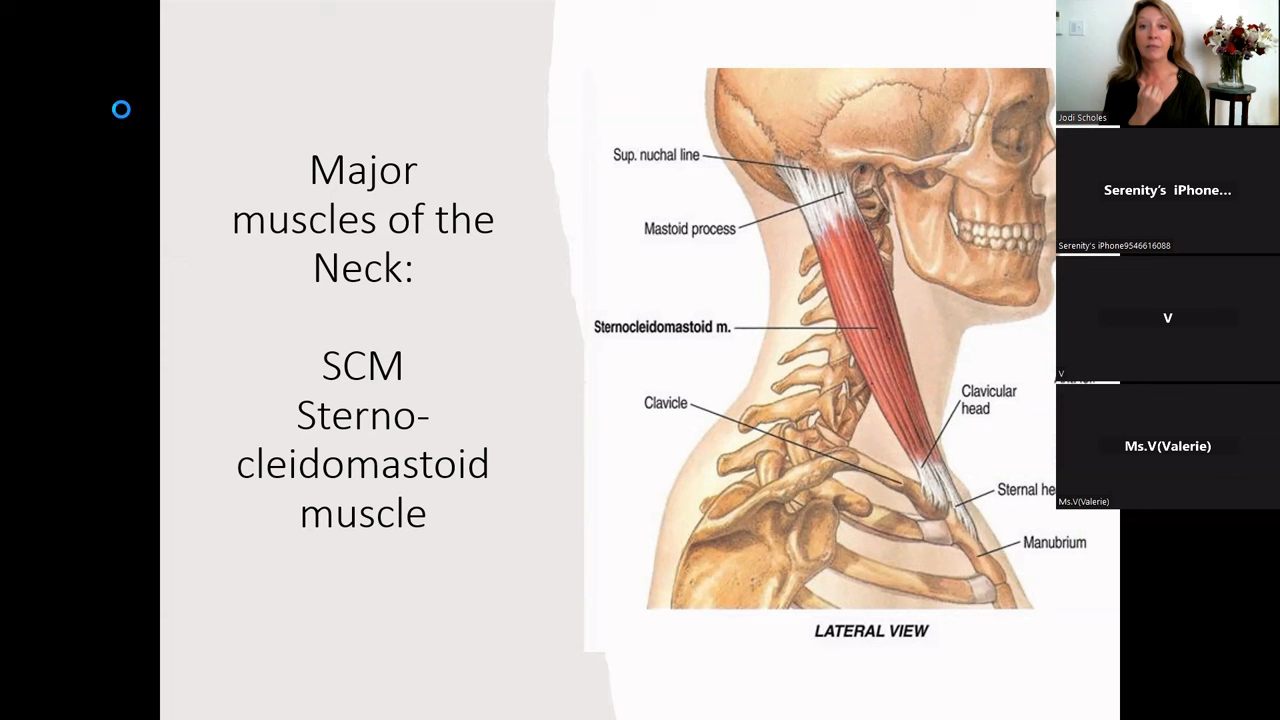 Major
muscles of the
Neck:
SCM
Sterno-
cleidomastoid
muscle
Sup. nuchal line
Mastoid process
Sternocleidomastoid m.
Clavicle
Clavicular
head
Sternal he
Manubrium
LATERAL VIEW
Jodi Scholes
Serenity's iPhone...
Serenity's iPhone9546616088
V
V
Ms.V(Valerie)
Ms.V(Valerie)